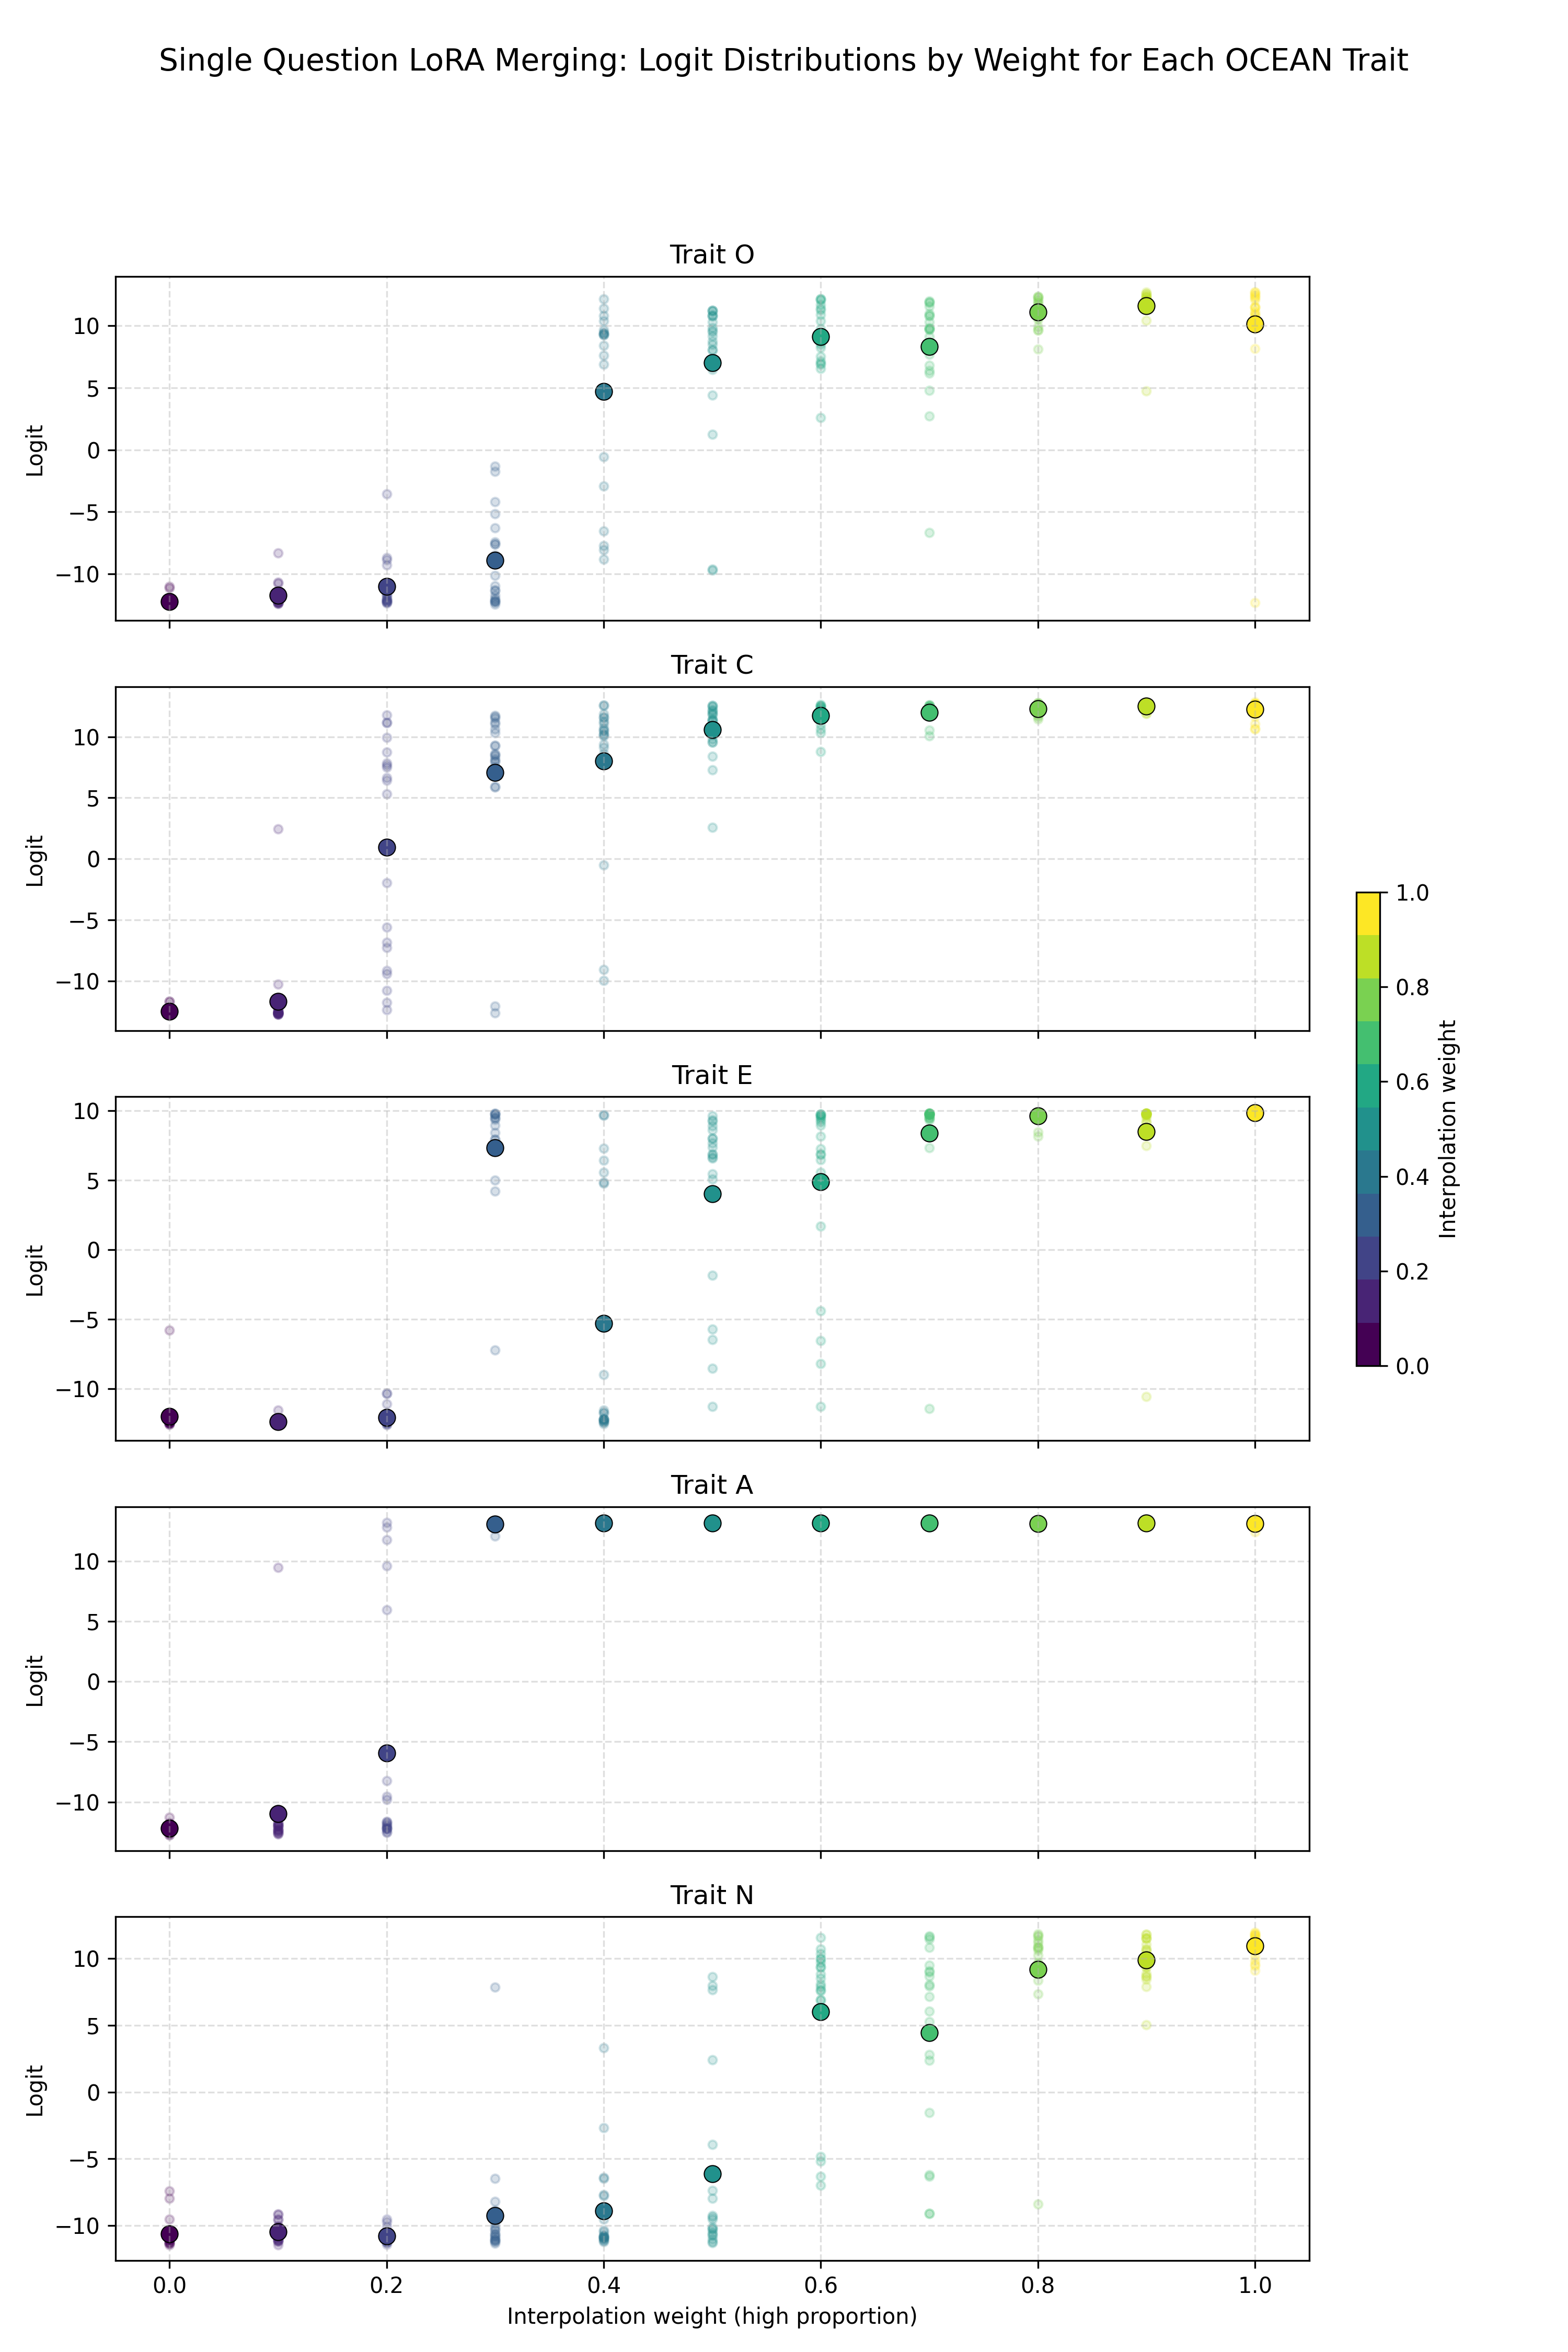 Single Question LoRA Merging: Logit Distributions by Weight for Each OCEAN Trait
Trait O
Logit
10
5
0
−5
−10
Trait C
Logit
10
5
0
−5
−10
Trait E
Logit
10
5
0
−5
−10
1.0
0.8
0.6
0.4
0.2
0.0
Interpolation weight
Trait A
Logit
10
5
0
−5
−10
Trait N
Logit
10
5
0
−5
−10
0.0 0.2 0.4 0.6 0.8 1.0
Interpolation weight (high proportion)